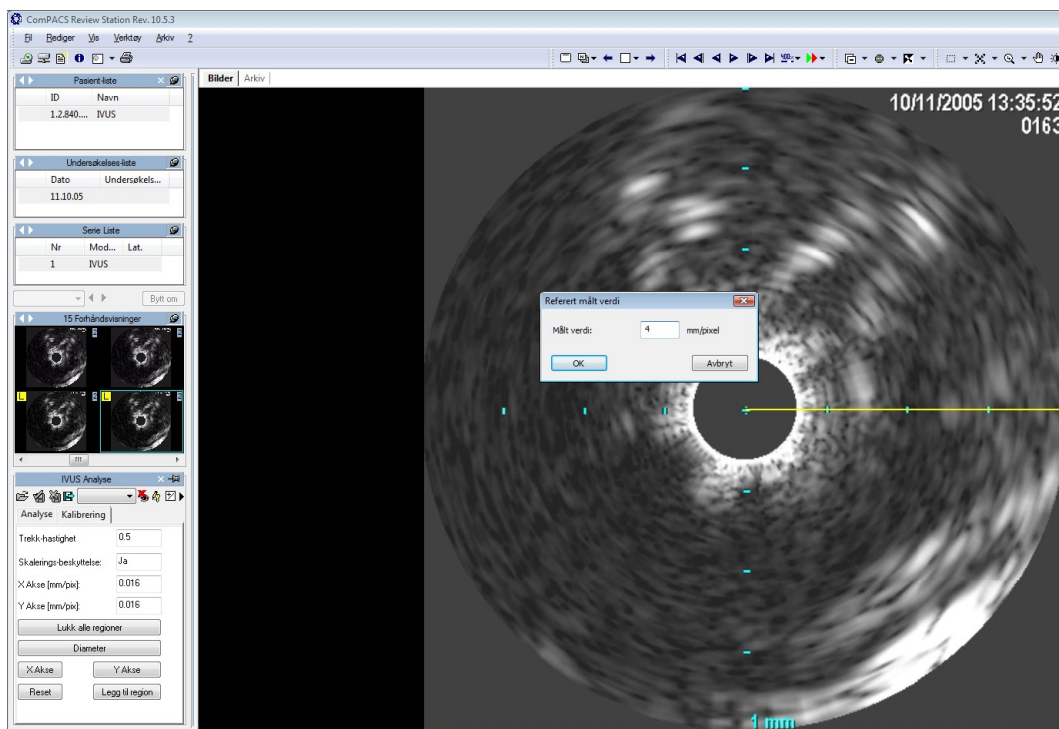 ComPACS Review Station Rev. 10.5.3
Fil Rediger Vis Verktøy Arkiv ?
Pasient-liste
ID Navn
1.2.840.... IVUS
Undersøkelses-liste
Dato Undersøkels...
11.10.05
Serie Liste
Nr Mod... Lat.
1 IVUS
Bytt om
15 Forhåndsvisninger
L L
IVUS Analyse
Analyse Kalibrering
Trekk-hastighet 0.5
Skalerings-beskyttelse: Ja
X Akse [mm/pix]: 0.016
Y Akse [mm/pix]: 0.016
Lukk alle regioner
Diameter
X Akse Y Akse
Reset Legg til region
Bilder Arkiv
10/11/2005 13:35:52
0163
Referert målt verdi
Målt verdi: 4 mm/pixel
OK Avbryt
1 mm